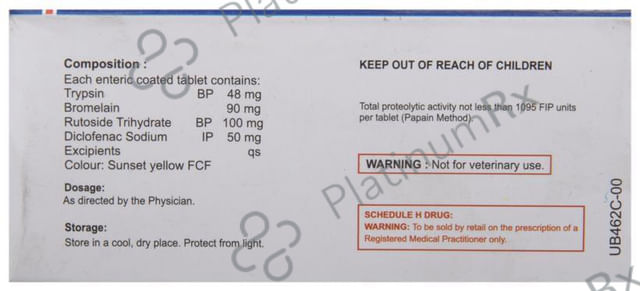 Composition :
Each enteric coated tablet contains:
Trypsin BP 48 mg
Bromelain 90 mg
Rutoside Trihydrate BP 100 mg
Diclofenac Sodium IP 50 mg
Excipients qs
Colour: Sunset yellow FCF
Dosage:
As directed by the Physician.
Storage:
Store in a cool, dry place. Protect from light.
KEEP OUT OF REACH OF CHILDREN
Total proteolytic activity not less than 1095 FIP units
per tablet (Papain Method).
WARNING : Not for veterinary use.
SCHEDULE H DRUG:
WARNING: To be sold by retail on the prescription of a
Registered Medical Practitioner only.
UB462C-00
PlatinumRx